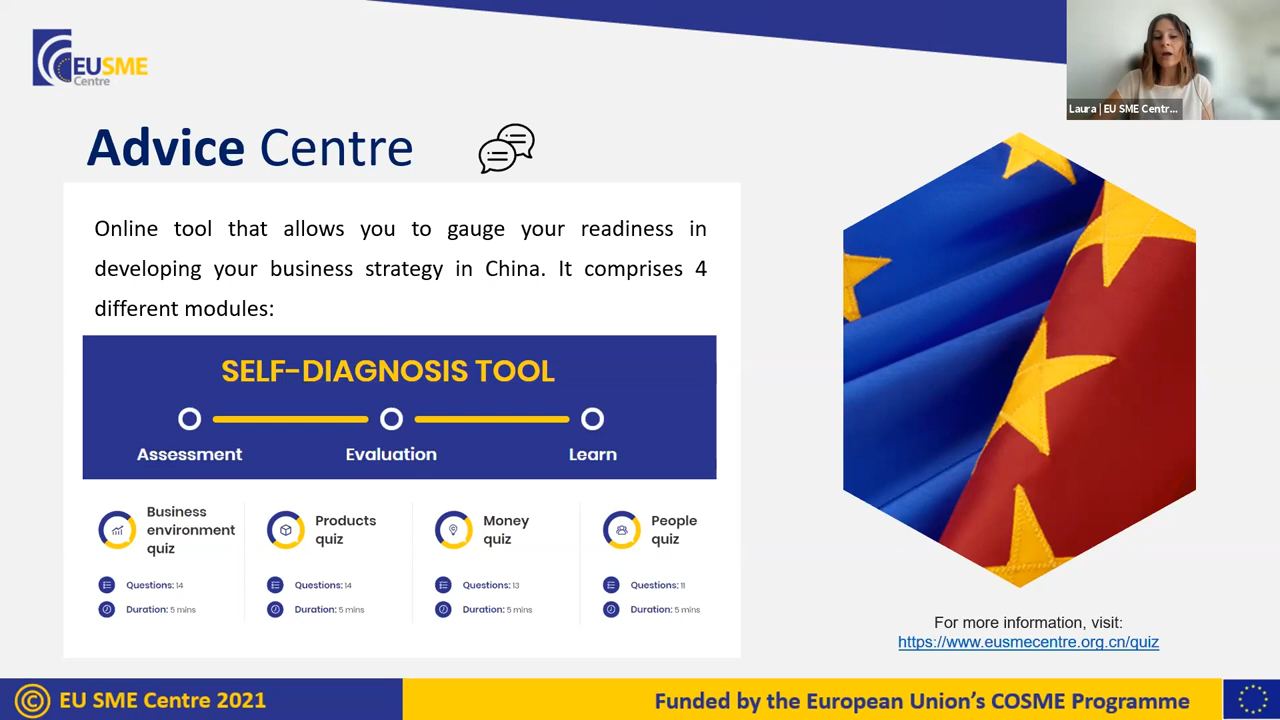 EUSME
Centre
Laura | EU SME Centr...
Advice Centre
Online tool that allows you to gauge your readiness in
developing your business strategy in China. It comprises 4
different modules:
SELF-DIAGNOSIS TOOL
Assessment Evaluation Learn
Business
environment
quiz
Questions: 14
Duration: 5 mins
Products
quiz
Questions: 14
Duration: 5 mins
Money
quiz
Questions: 13
Duration: 5 mins
People
quiz
Questions: 11
Duration: 5 mins
For more information, visit:
https://www.eusmecentre.org.cn/quiz
© EU SME Centre 2021
Funded by the European Union’s COSME Programme